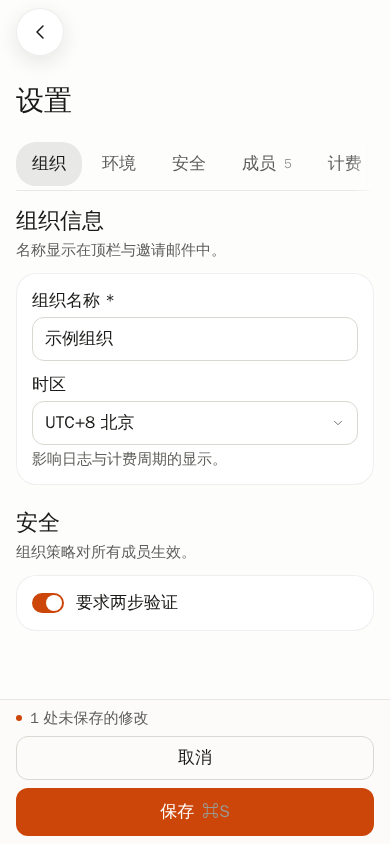 设置
组织 环境 安全 成员 5 计费
组织信息
名称显示在顶栏与邀请邮件中。
组织名称 *
示例组织
时区
UTC+8 北京
影响日志与计费周期的显示。
安全
组织策略对所有成员生效。
要求两步验证
1 处未保存的修改
取消
保存 ⌘S